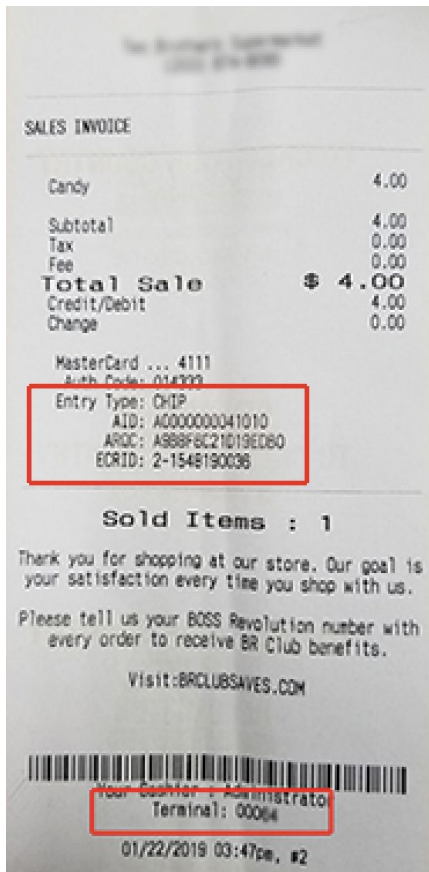 SALES INVOICE
Candy 4.00
Subtotal 4.00
Tax 0.00
Fee 0.00
Total Sale $ 4.00
Credit/Debit 4.00
Change 0.00
MasterCard ... 4111
Auth Code: 014333
Entry Type: CHIP
AID: A0000000041010
ARQC: A9B8F6C21D19ED60
ECRID: 2-1548190036
Sold Items : 1
Thank you for shopping at our store. Our goal is
your satisfaction every time you shop with us.
Please tell us your BOSS Revolution number with
every order to receive BR Club benefits.
Visit:BRCLUBSAVES.COM
Your Cashier : Administrator
Terminal: 00064
01/22/2019 03:47pm, #2